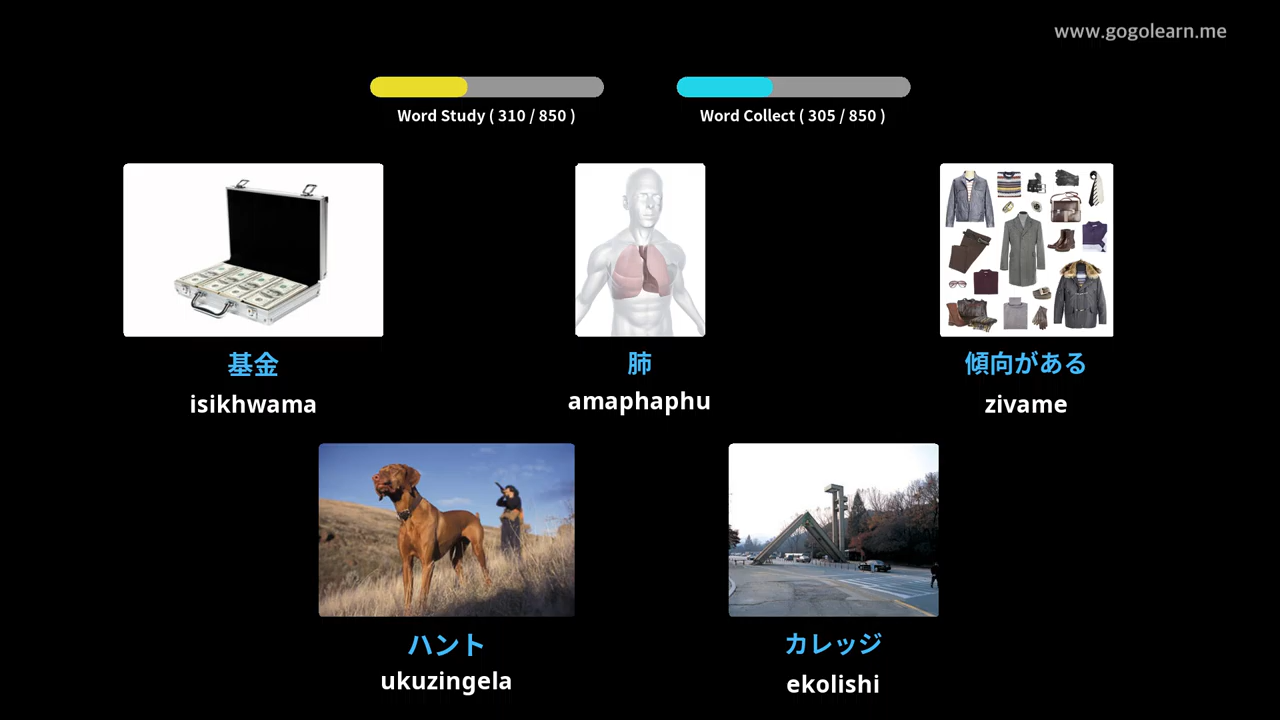 www.gogolearn.me
Word Study ( 310 / 850 )
Word Collect ( 305 / 850 )
基金
isikhwama
肺
amaphaphu
傾向がある
zivame
ハント
ukuzingela
カレッジ
ekolishi